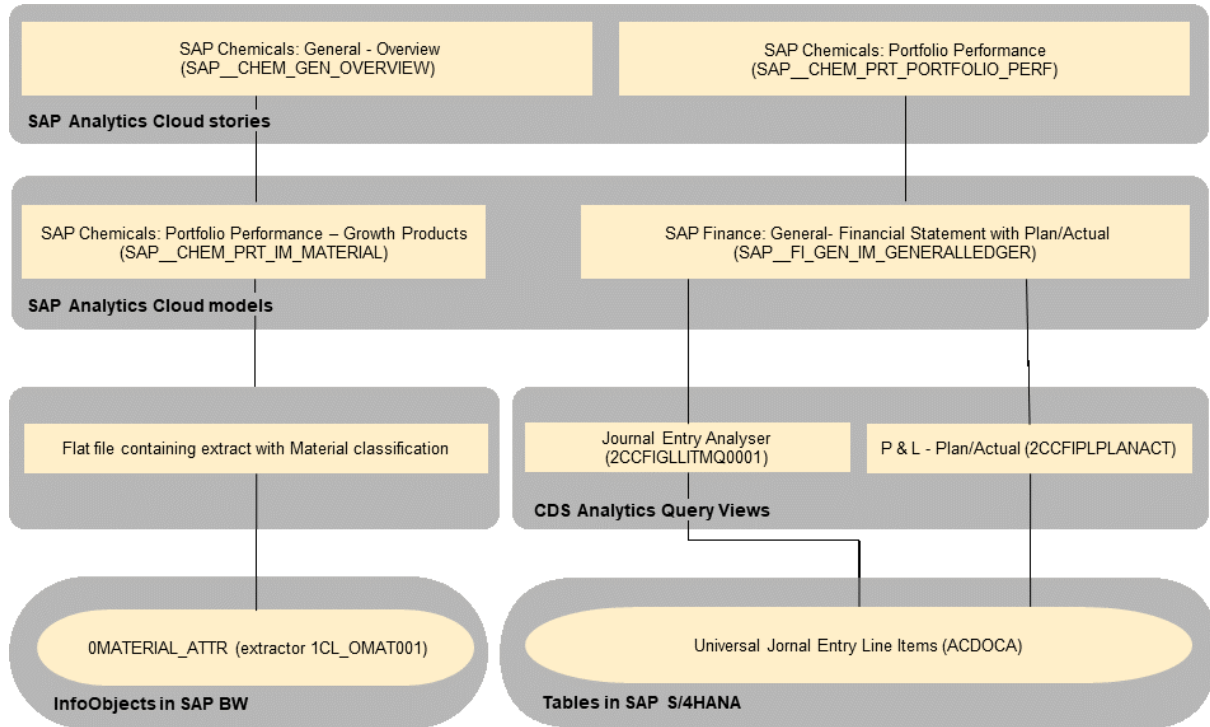 SAP Chemicals: General - Overview
(SAP__CHEM_GEN_OVERVIEW)
SAP Chemicals: Portfolio Performance
(SAP__CHEM_PRT_PORTFOLIO_PERF)
SAP Analytics Cloud stories
SAP Chemicals: Portfolio Performance – Growth Products
(SAP__CHEM_PRT_IM_MATERIAL)
SAP Finance: General- Financial Statement with Plan/Actual
(SAP__FI_GEN_IM_GENERALLEDGER)
SAP Analytics Cloud models
Flat file containing extract with Material classification
Journal Entry Analyser
(2CCFIGLLITMQ0001)
P & L - Plan/Actual (2CCFIPLPLANACT)
CDS Analytics Query Views
0MATERIAL_ATTR (extractor 1CL_OMAT001)
InfoObjects in SAP BW
Universal Jornal Entry Line Items (ACDOCA)
Tables in SAP S/4HANA